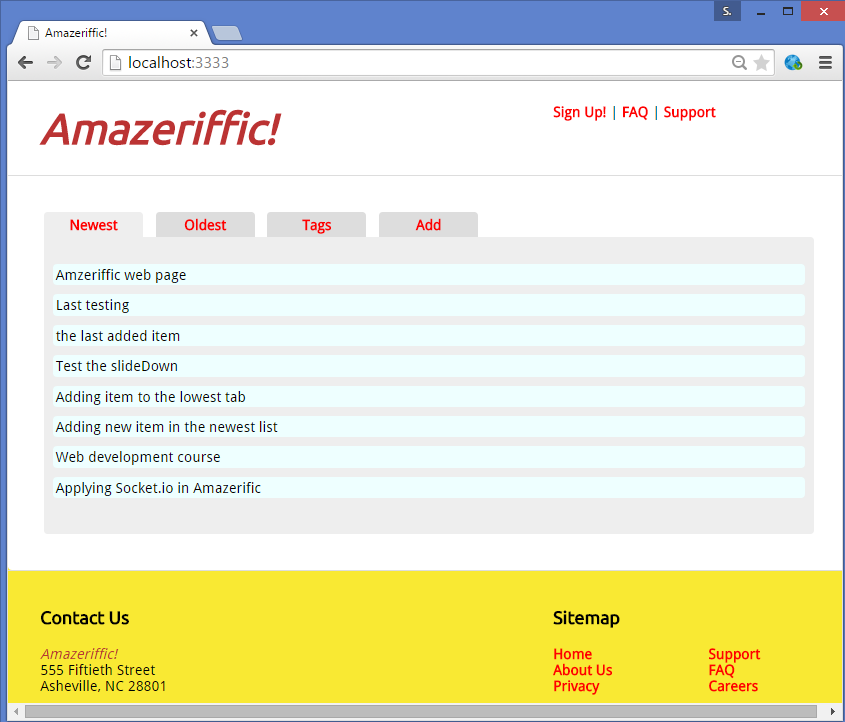 S.
Amazeriffic!
localhost:3333
Amazeriffic!
Sign Up! | FAQ | Support
Newest Oldest Tags Add
Amzeriffic web page
Last testing
the last added item
Test the slideDown
Adding item to the lowest tab
Adding new item in the newest list
Web development course
Applying Socket.io in Amazerific
Contact Us
Amazeriffic!
555 Fiftieth Street
Asheville, NC 28801
Sitemap
Home Support
About Us FAQ
Privacy Careers